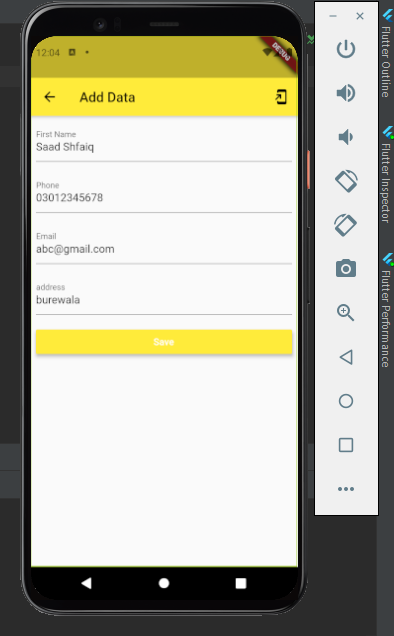 12:04
DEBUG
Add Data
First Name
Saad Shfaiq
Phone
03012345678
Email
abc@gmail.com
address
burewala
Save
Flutter Outline
Flutter Inspector
Flutter Performance